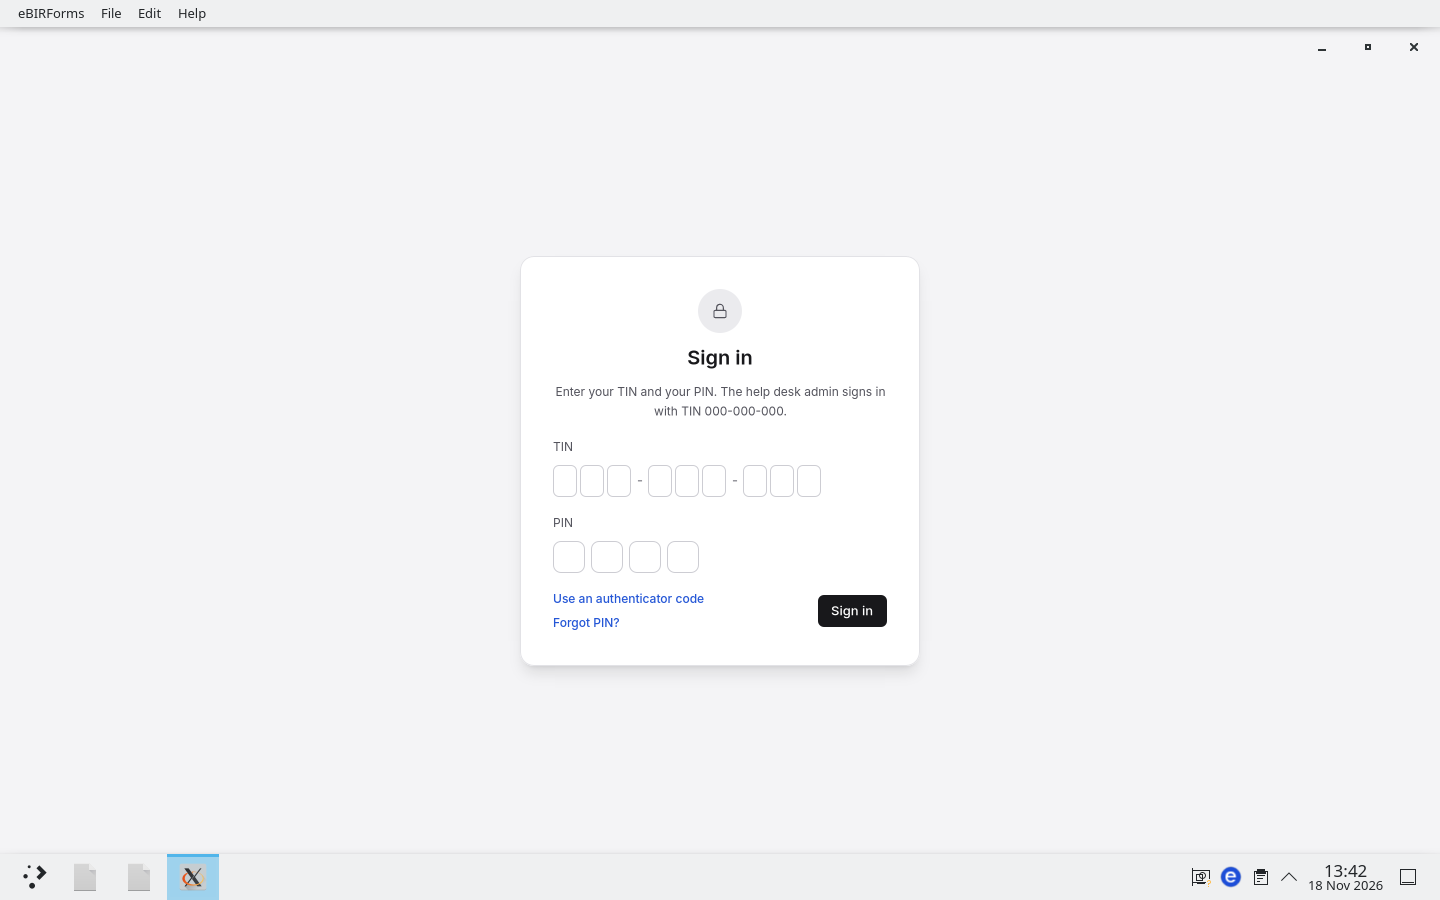 eBIRForms File Edit Help
Sign in
Enter your TIN and your PIN. The help desk admin signs in
with TIN 000-000-000.
TIN
- -
PIN
Use an authenticator code
Sign in
Forgot PIN?
13:42
18 Nov 2026